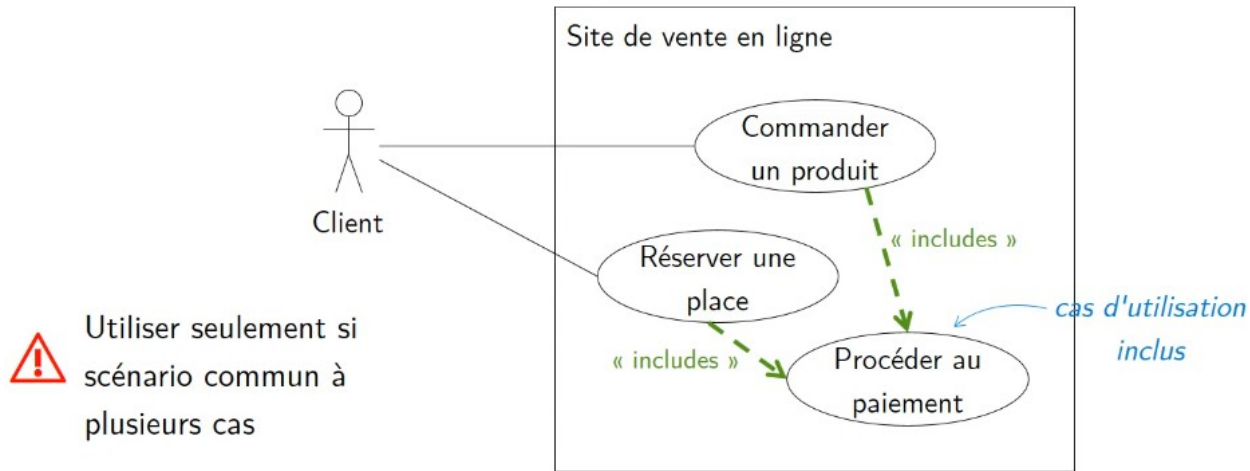 Site de vente en ligne
Commander
un produit
Client
« includes »
Réserver une
place
« includes »
Procéder au
paiement
cas d'utilisation
inclus
Utiliser seulement si
scénario commun à
plusieurs cas